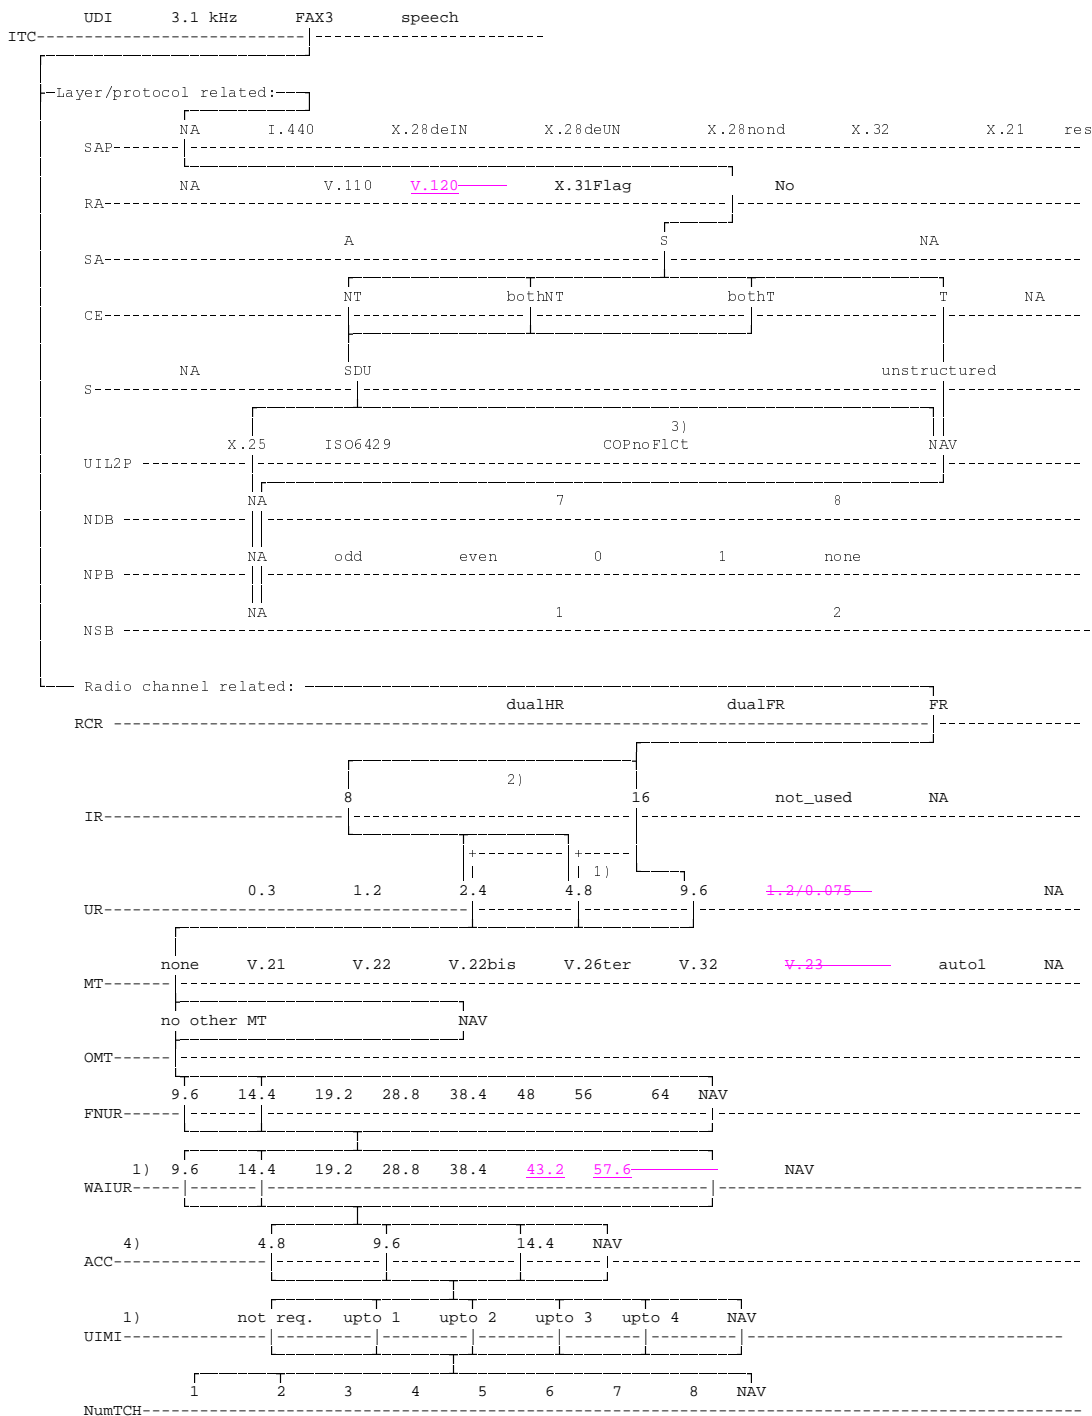 UDI 3.1 kHz FAX3 speech
ITC
Layer/protocol related:
NA I.440 X.28deIN X.28deUN X.28nond X.32 X.21 res
SAP
NA V.110 V.120 X.31Flag No
RA
A S NA
SA
NT bothNT bothT T NA
CE
NA SDU unstructured
S
3)
X.25 ISO6429 COPnoFlCt NAV
UIL2P
NA 7 8
NDB
NA odd even 0 1 none
NPB
NA 1 2
NSB
Radio channel related:
dualHR dualFR FR
RCR
2)
8 16 not_used NA
IR
1)
0.3 1.2 2.4 4.8 9.6 1.2/0.075 NA
UR
none V.21 V.22 V.22bis V.26ter V.32 V.23 auto1 NA
MT
no other MT NAV
OMT
9.6 14.4 19.2 28.8 38.4 48 56 64 NAV
FNUR
1) 9.6 14.4 19.2 28.8 38.4 43.2 57.6 NAV
WAIUR
4) 4.8 9.6 14.4 NAV
ACC
1) not req. upto 1 upto 2 upto 3 upto 4 NAV
UIMI
1 2 3 4 5 6 7 8 NAV
NumTCH